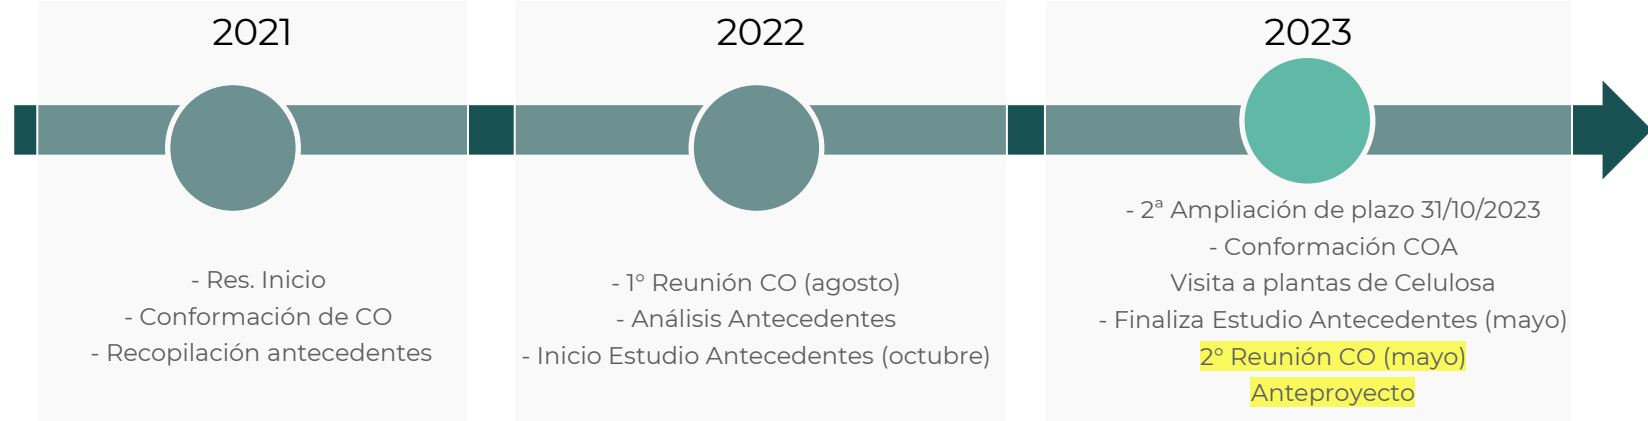 2021
- Res. Inicio
- Conformación de CO
- Recopilación antecedentes
2022
- 1° Reunión CO (agosto)
- Análisis Antecedentes
- Inicio Estudio Antecedentes (octubre)
2023
- 2ª Ampliación de plazo 31/10/2023
- Conformación COA
Visita a plantas de Celulosa
- Finaliza Estudio Antecedentes (mayo)
2° Reunión CO (mayo)
Anteproyecto